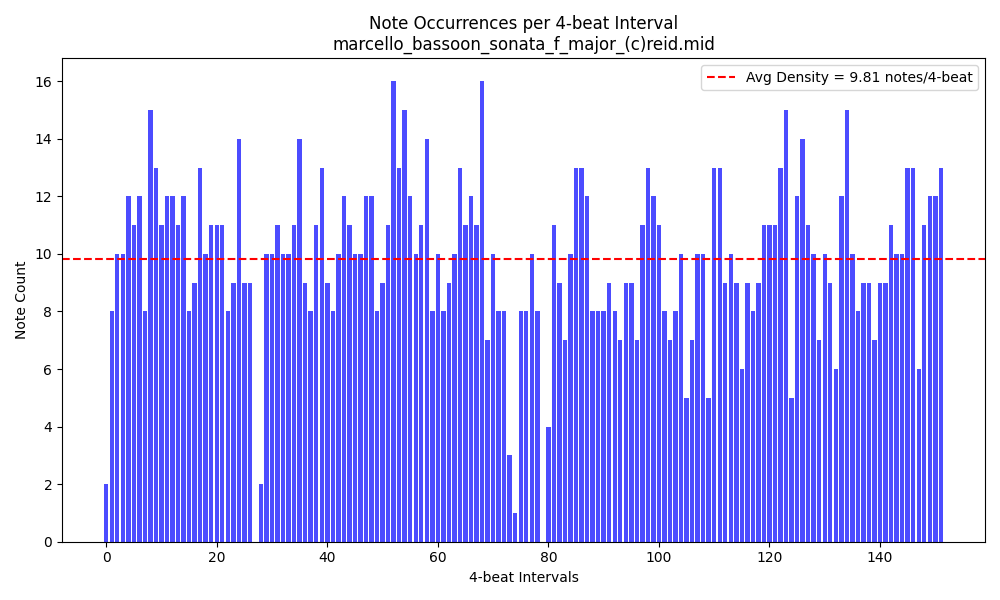 Note Occurrences per 4-beat Interval
marcello_bassoon_sonata_f_major_(c)reid.mid
Avg Density = 9.81 notes/4-beat
Note Count
16
14
12
10
8
6
4
2
0
0 20 40 60 80 100 120 140
4-beat Intervals